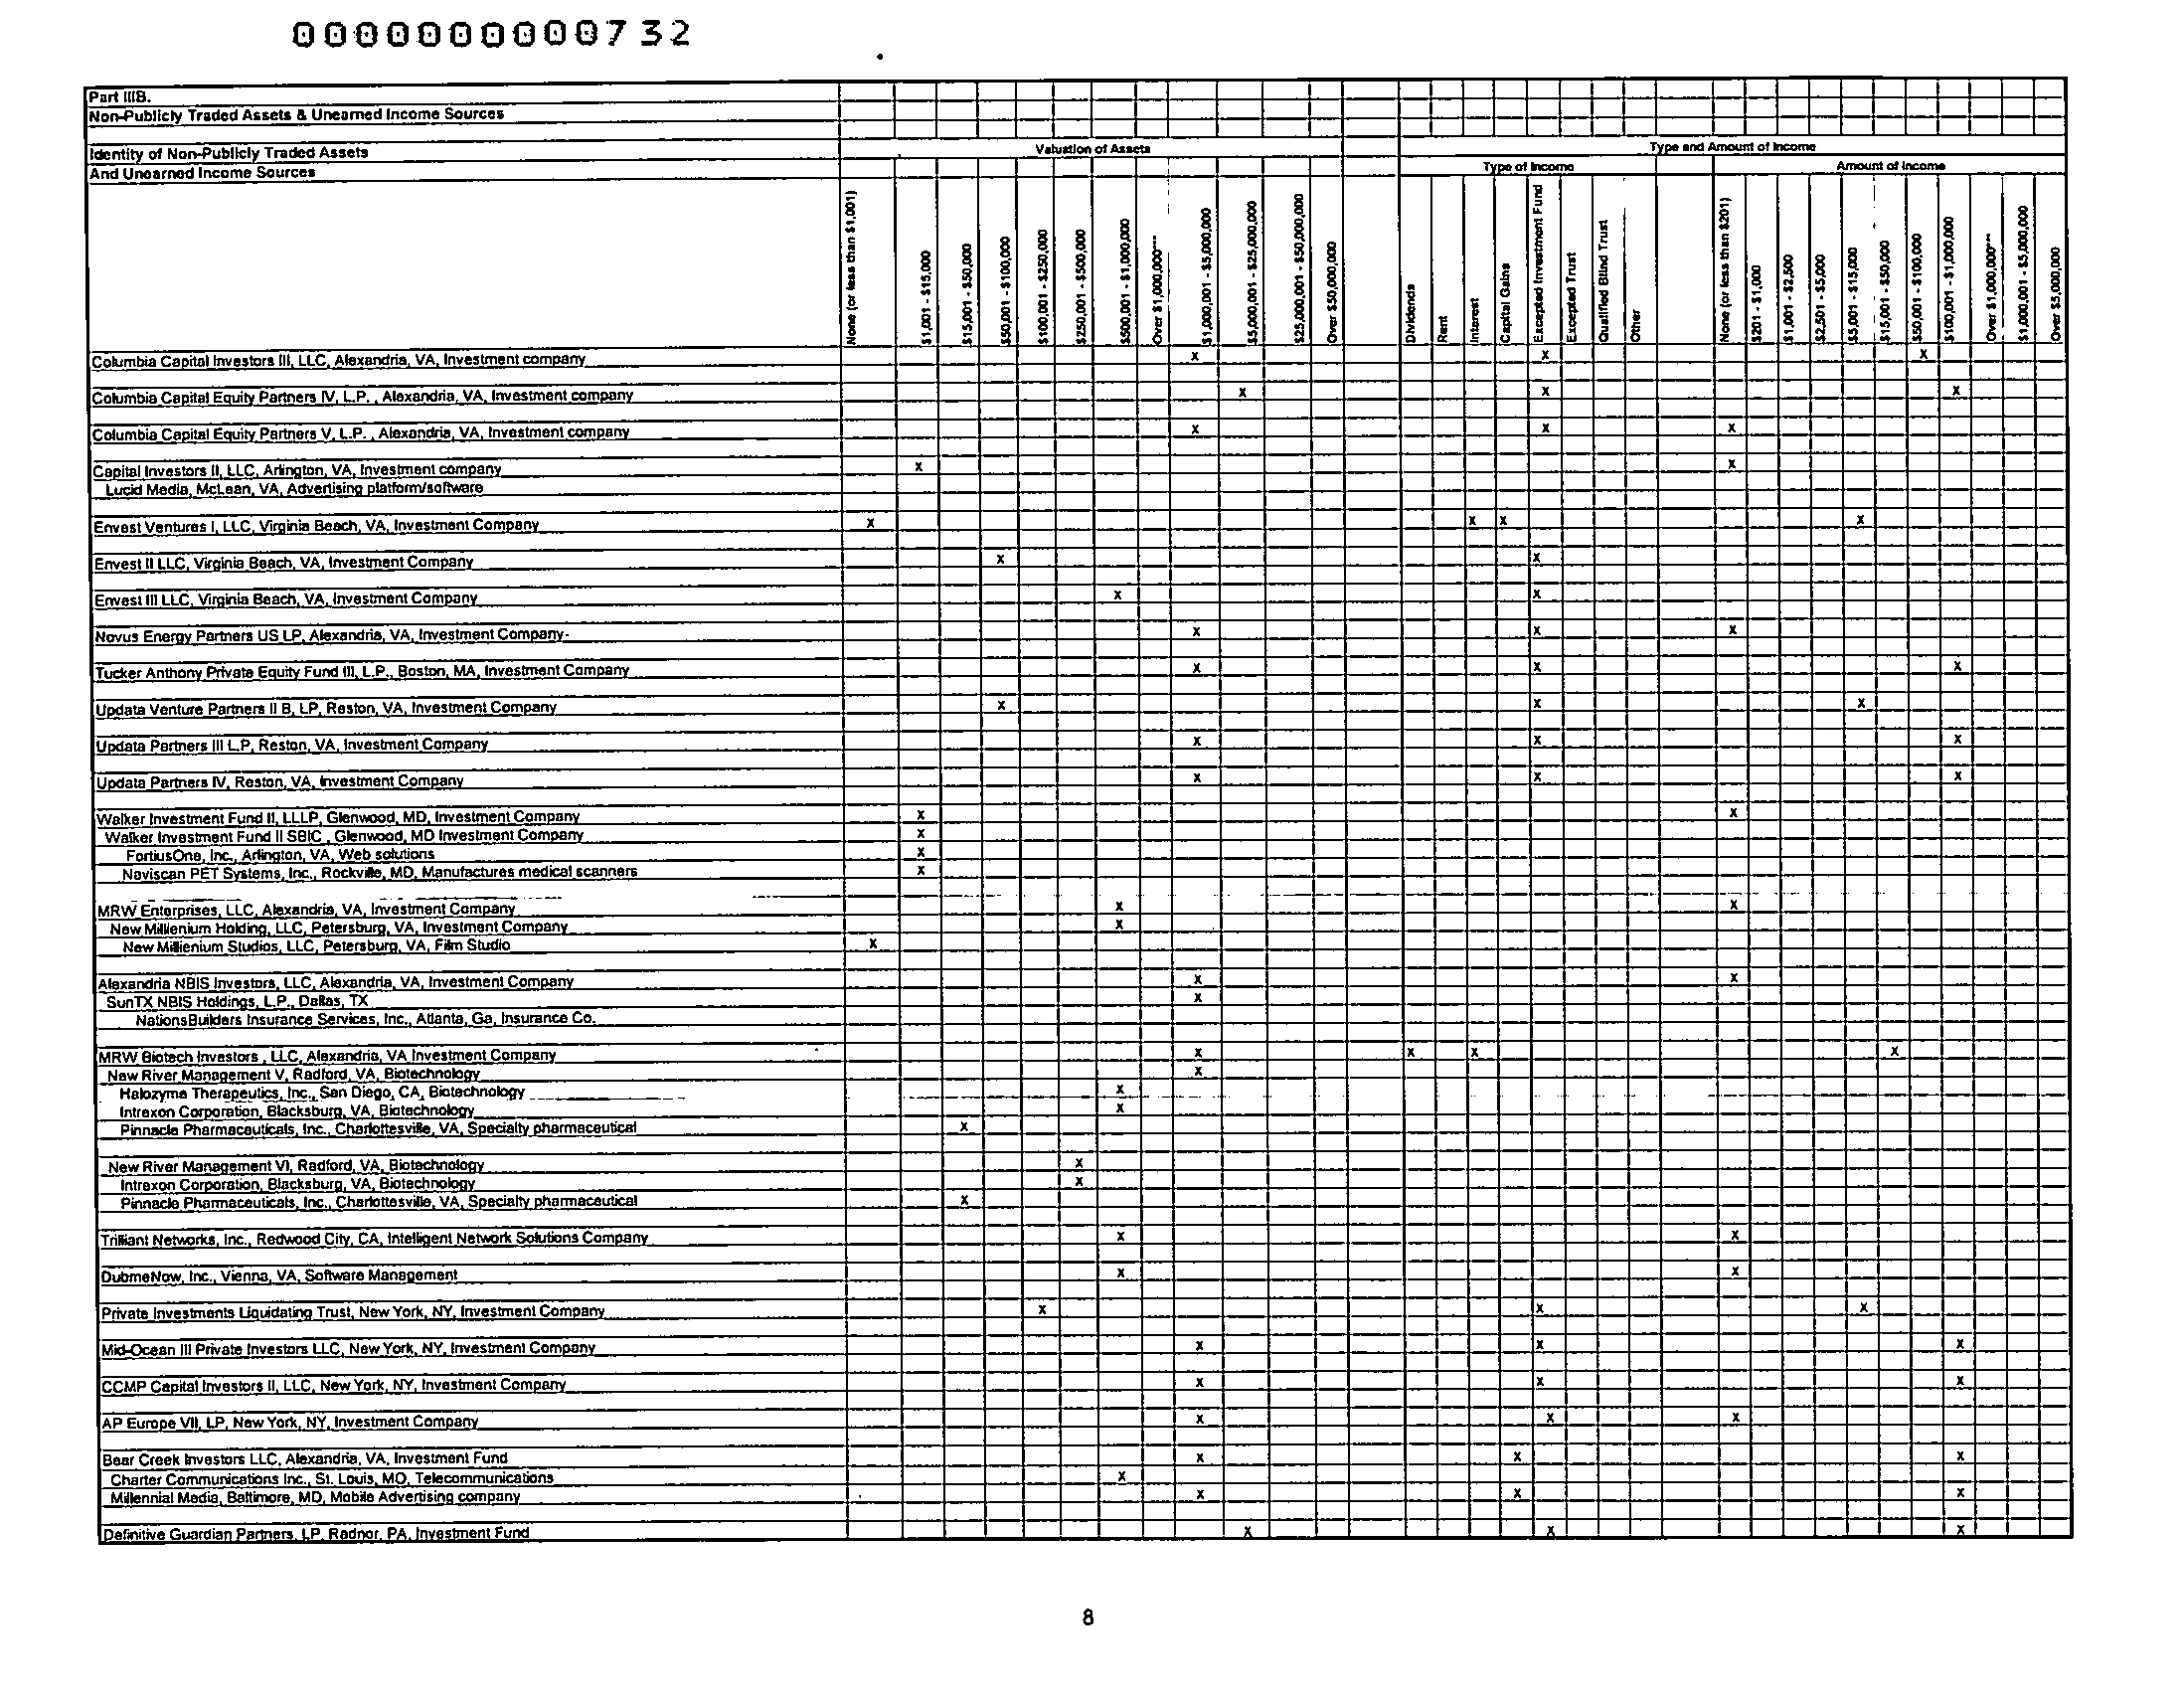 000000000732
Part IIIB.
Non-Publicly Traded Assets & Unearned Income Sources
Identity of Non-Publicly Traded Assets Valuation of Assets Type and Amount of Income
And Unearned Income Sources Type of Income Amount of Income
None (or less than $1,001) $1,001 - $15,000 $15,001 - $50,000 $50,001 - $100,000 $100,001 - $250,000 $250,001 - $500,000 $500,001 - $1,000,000 Over $1,000,000*** $1,000,001 - $5,000,000 $5,000,001 - $25,000,000 $25,000,001 - $50,000,000 Over $50,000,000 Dividends Rent Interest Capital Gains Excepted Investment Fund Excepted Trust Qualified Blind Trust Other None (or less than $201) $201 - $1,000 $1,001 - $2,500 $2,501 - $5,000 $5,001 - $15,000 $15,001 - $50,000 $50,001 - $100,000 $100,001 - $1,000,000 Over $1,000,000*** $1,000,001 - $5,000,000 Over $5,000,000
Columbia Capital Investors III, LLC, Alexandria, VA, Investment company x x x
Columbia Capital Equity Partners IV, L.P. , Alexandria, VA, Investment company x x x
Columbia Capital Equity Partners V, L.P. , Alexandria, VA, Investment company x x x
Capital Investors II, LLC, Arlington, VA, Investment company x x
Lucid Media, McLean, VA, Advertising platform/software
Envest Ventures I, LLC, Virginia Beach, VA, Investment Company x x x x
Envest II LLC, Virginia Beach, VA, Investment Company x x
Envest III LLC, Virginia Beach, VA, Investment Company x x
Novus Energy Partners US LP, Alexandria, VA, Investment Company- x x x
Tucker Anthony Private Equity Fund III, L.P., Boston, MA, Investment Company x x x
Updata Venture Partners II B, LP, Reston, VA, Investment Company x x x
Updata Partners III L.P, Reston, VA, Investment Company x x x
Updata Partners IV, Reston, VA, Investment Company x x x
Walker Investment Fund II, LLLP, Glenwood, MD, Investment Company x x
Walker Investment Fund II SBIC , Glenwood, MD Investment Company x
FortiusOne, Inc., Arlington, VA, Web solutions x
Naviscan PET Systems, Inc., Rockville, MD, Manufactures medical scanners x
MRW Enterprises, LLC, Alexandria, VA, Investment Company x x
New Millenium Holding, LLC, Petersburg, VA, Investment Company x
New Millenium Studios, LLC, Petersburg, VA, Film Studio x
Alexandria NBIS Investors, LLC, Alexandria, VA, Investment Company x x
SunTX NBIS Holdings, L.P., Dallas, TX x
NationsBuilders Insurance Services, Inc., Atlanta, Ga, Insurance Co.
MRW Biotech Investors , LLC, Alexandria, VA Investment Company x x x x
New River Management V, Radford, VA, Biotechnology x
Halozyme Therapeutics, Inc., San Diego, CA, Biotechnology x
Intrexon Corporation, Blacksburg, VA, Biotechnology x
Pinnacle Pharmaceuticals, Inc., Charlottesville, VA, Specialty pharmaceutical x
New River Management VI, Radford, VA, Biotechnology x
Intrexon Corporation, Blacksburg, VA, Biotechnology x
Pinnacle Pharmaceuticals, Inc., Charlottesville, VA, Specialty pharmaceutical x
Trilliant Networks, Inc., Redwood City, CA, Intelligent Network Solutions Company x x
DubmeNow, Inc., Vienna, VA, Software Management x x
Private Investments Liquidating Trust, New York, NY, Investment Company x x x
Mid-Ocean III Private Investors LLC, New York, NY, Investment Company x x x
CCMP Capital Investors II, LLC, New York, NY, Investment Company x x x
AP Europe VII, LP, New York, NY, Investment Company x x x
Bear Creek Investors LLC, Alexandria, VA, Investment Fund x x x
Charter Communications Inc., St. Louis, MO, Telecommunications x
Millennial Media, Baltimore, MD, Mobile Advertising company x x x
Definitive Guardian Partners, LP, Radnor, PA, Investment Fund x x x
8